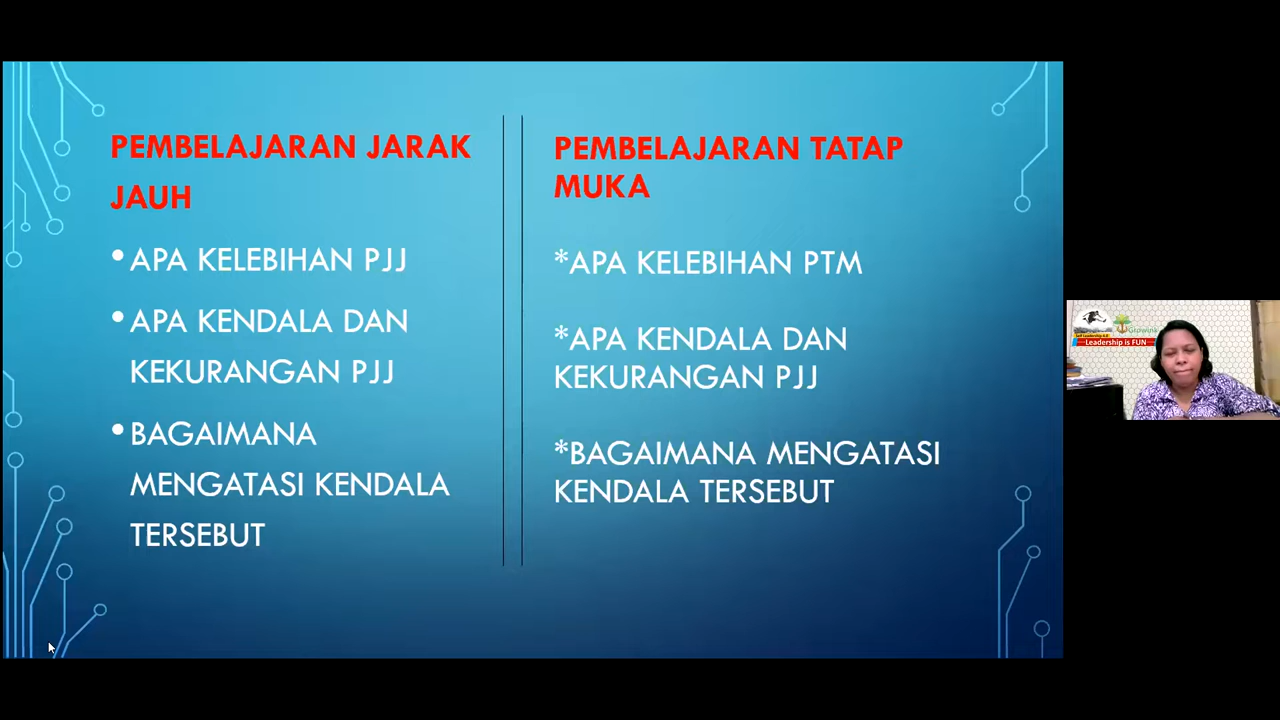 PEMBELAJARAN JARAK
JAUH
•APA KELEBIHAN PJJ
•APA KENDALA DAN
KEKURANGAN PJJ
•BAGAIMANA
MENGATASI KENDALA
TERSEBUT
PEMBELAJARAN TATAP
MUKA
*APA KELEBIHAN PTM
*APA KENDALA DAN
KEKURANGAN PJJ
*BAGAIMANA MENGATASI
KENDALA TERSEBUT
Leadership is FUN